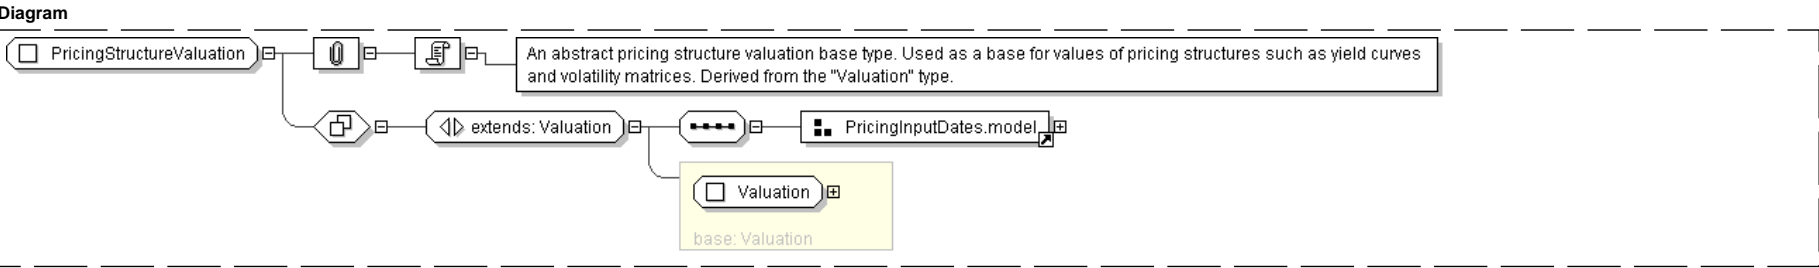 Diagram
PricingStructureValuation
An abstract pricing structure valuation base type. Used as a base for values of pricing structures such as yield curves
and volatility matrices. Derived from the "Valuation" type.
extends: Valuation
PricingInputDates.model
Valuation
base: Valuation